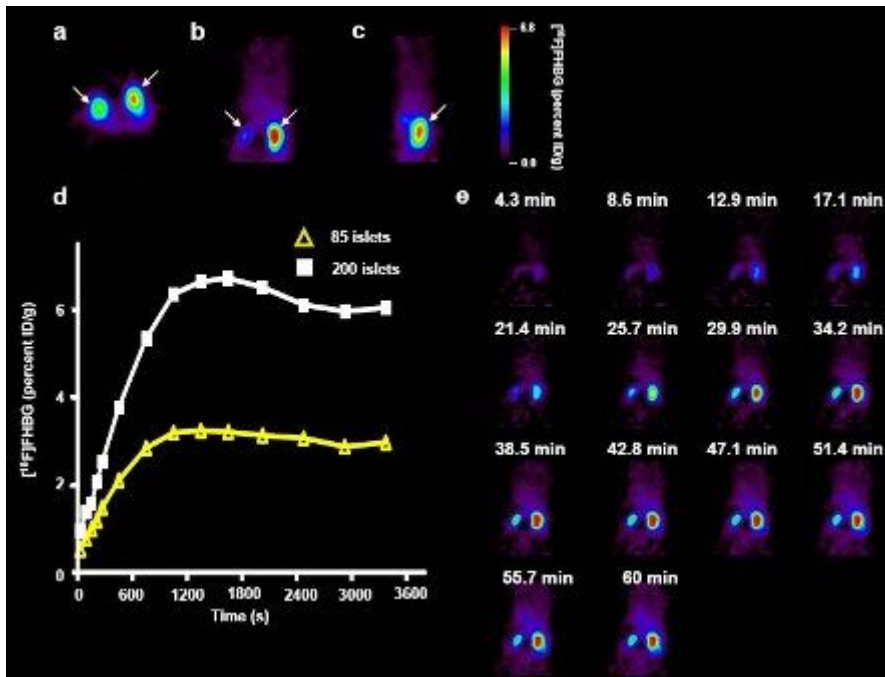 a
b
c
6.8
0.0
[¹⁸F]FHBG (percent ID/g)
d
85 islets
200 islets
6
4
2
0
[¹⁸F]FHBG (percent ID/g)
0 600 1200 1800 2400 3000 3600
Time (s)
e
4.3 min 8.6 min 12.9 min 17.1 min
21.4 min 25.7 min 29.9 min 34.2 min
38.5 min 42.8 min 47.1 min 51.4 min
55.7 min 60 min